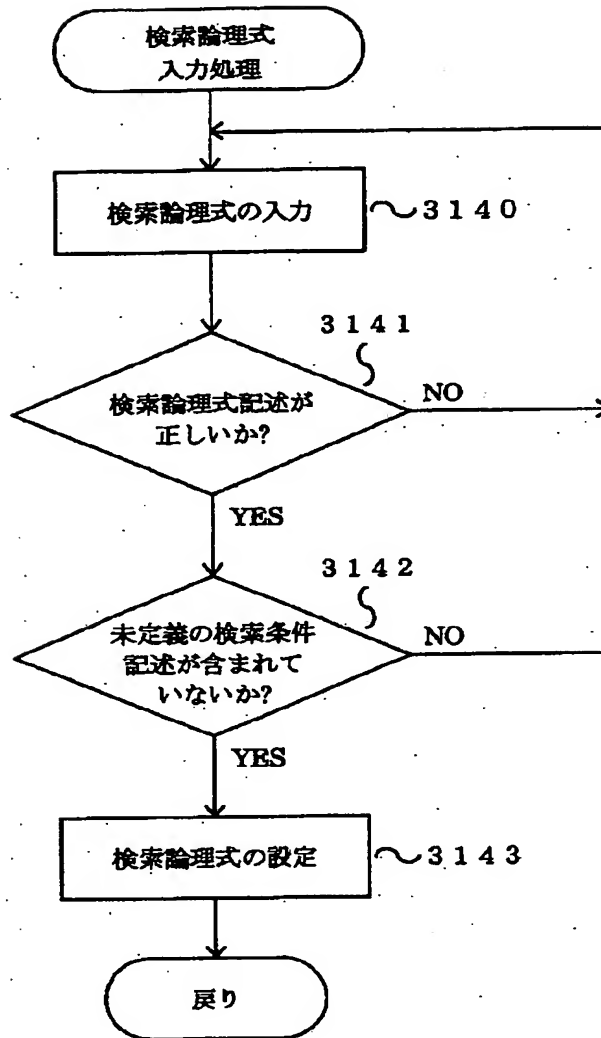 検索論理式
入力処理
検索論理式の入力
3140
3141
検索論理式記述が
正しいか?
NO
YES
3142
未定義の検索条件
記述が含まれて
いないか?
NO
YES
検索論理式の設定
3143
戻り